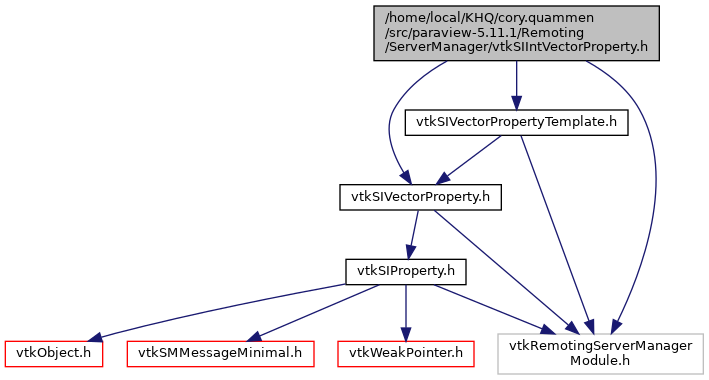 /home/local/KHQ/cory.quammen
/src/paraview-5.11.1/Remoting
/ServerManager/vtkSIIntVectorProperty.h
vtkSIVectorPropertyTemplate.h
vtkSIVectorProperty.h
vtkSIProperty.h
vtkObject.h
vtkSMMessageMinimal.h
vtkWeakPointer.h
vtkRemotingServerManager
Module.h